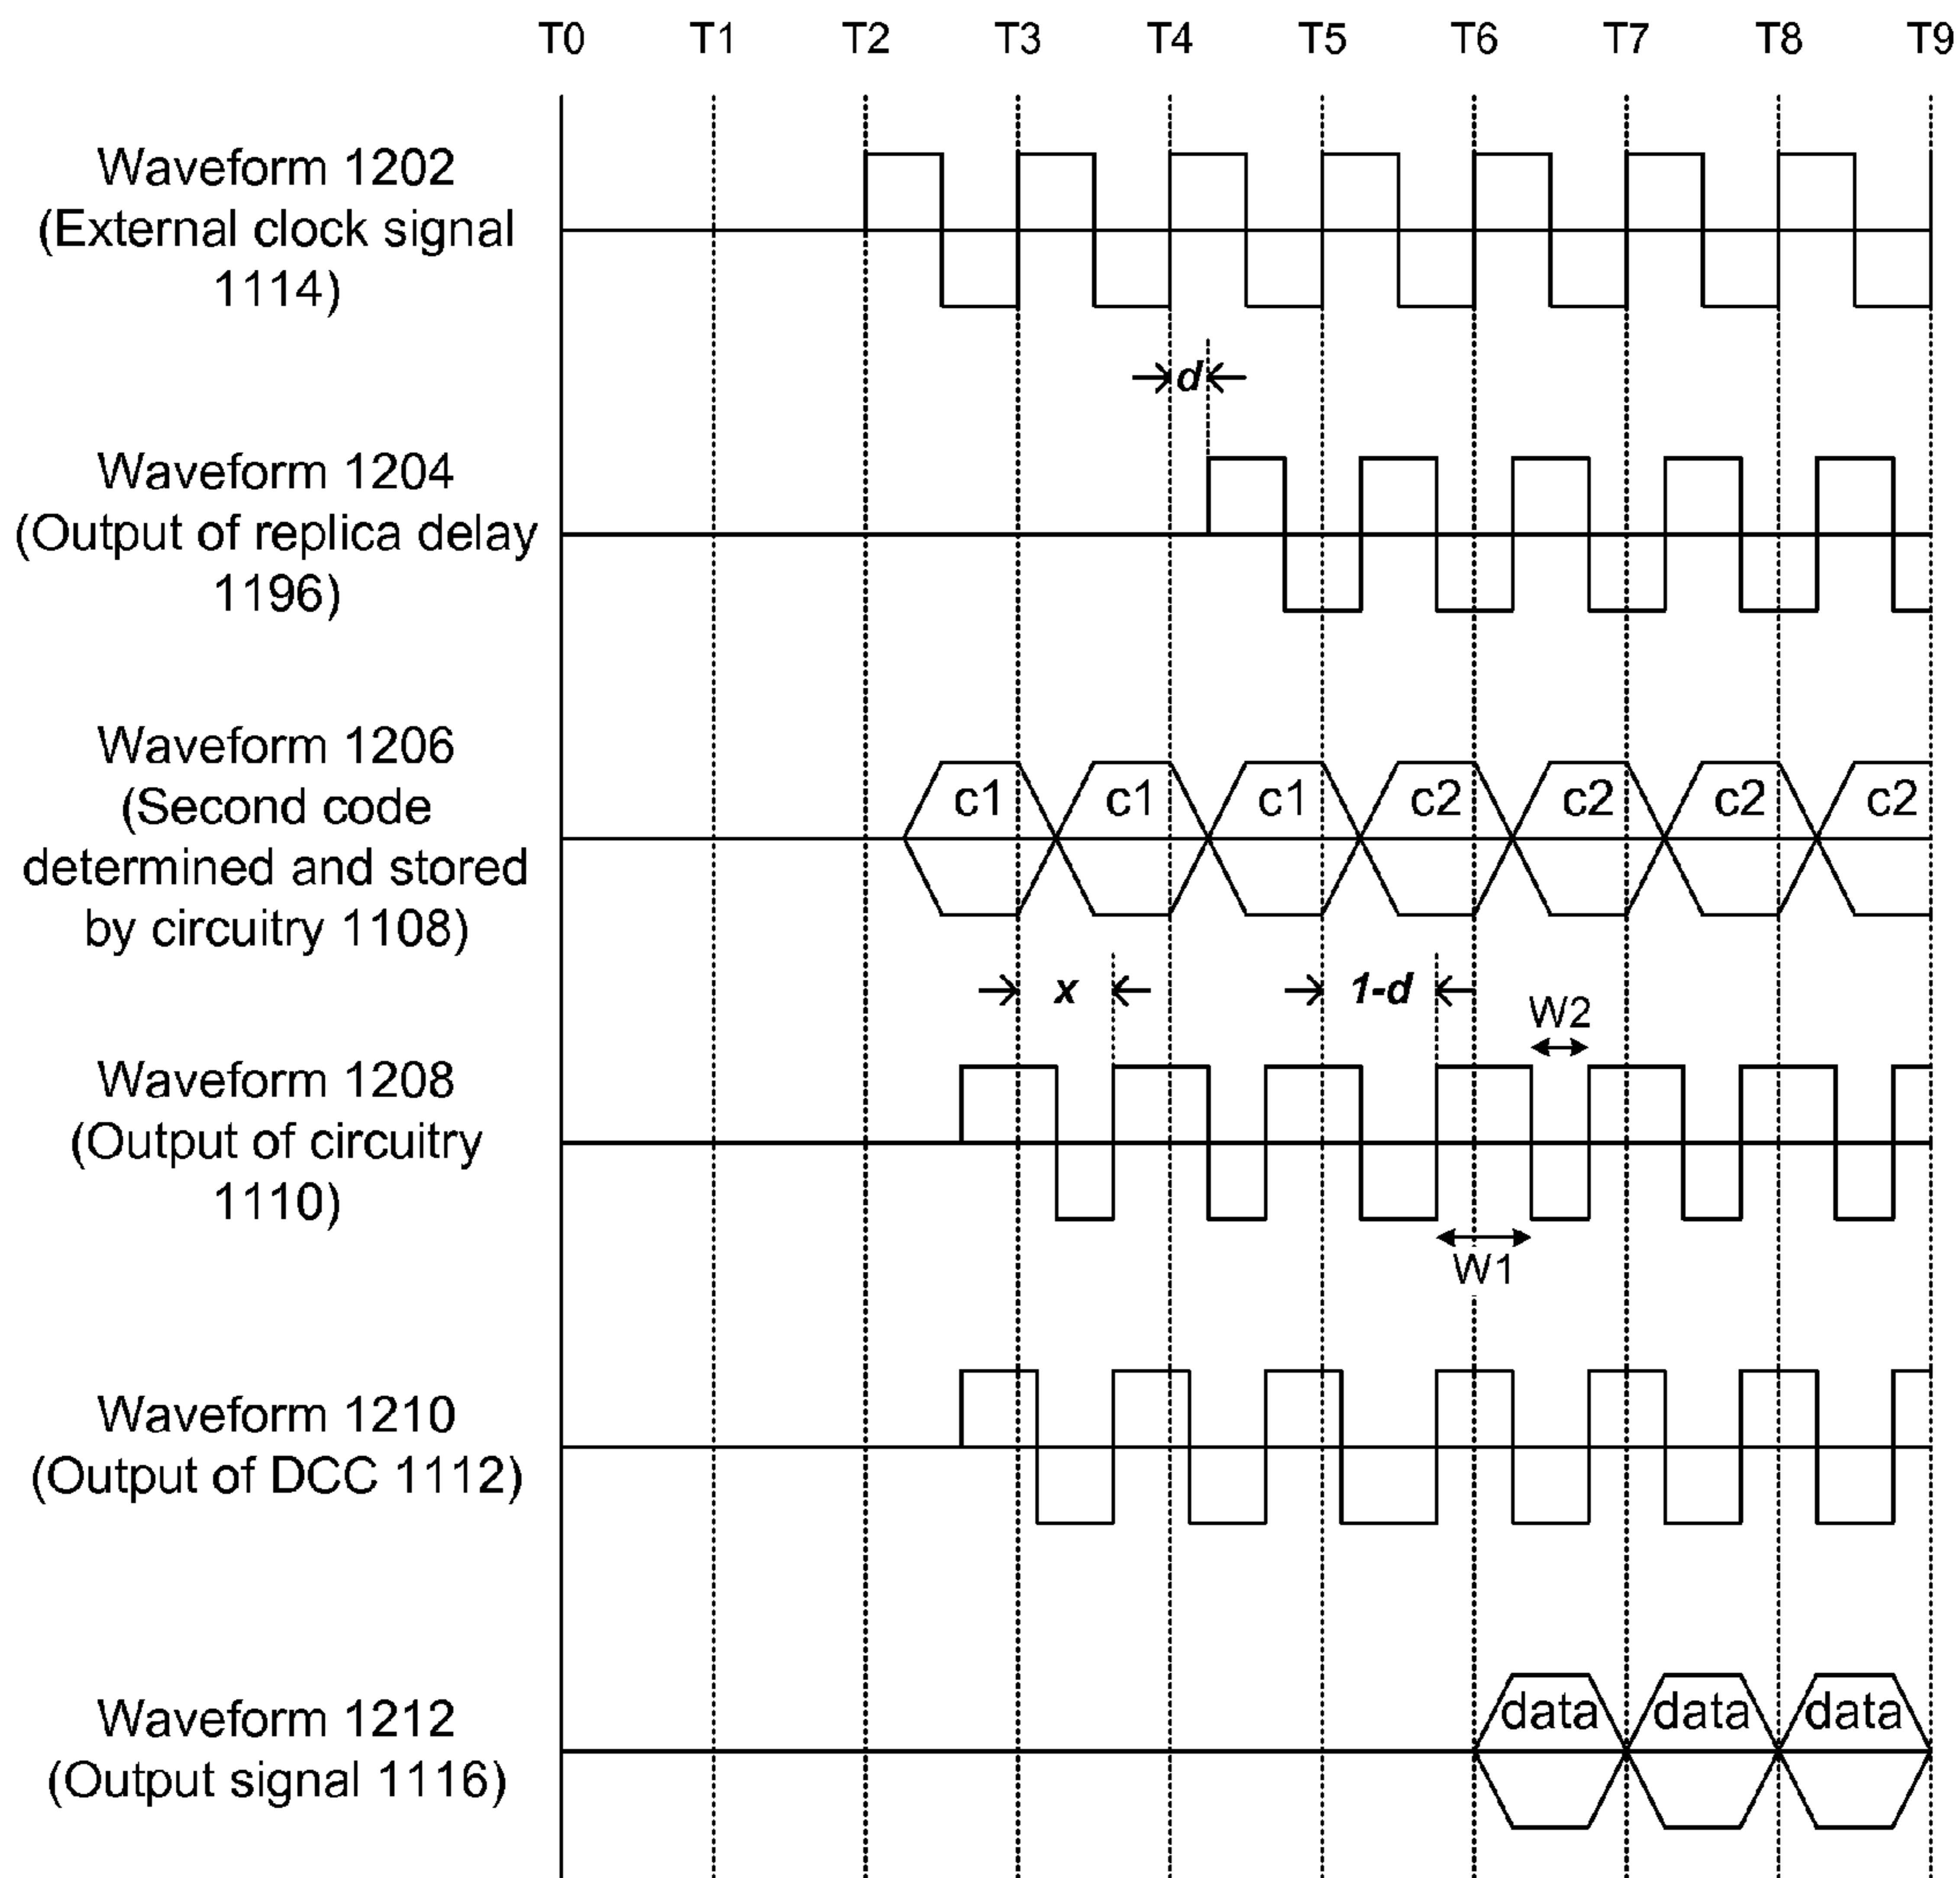 T0 T1 T2 T3 T4 T5 T6 T7 T8 T9
Waveform 1202
(External clock signal
1114)
d
Waveform 1204
(Output of replica delay
1196)
Waveform 1206
(Second code
determined and stored
by circuitry 1108)
c1 c1 c1 c2 c2 c2 c2
x 1-d
W2
Waveform 1208
(Output of circuitry
1110)
W1
Waveform 1210
(Output of DCC 1112)
Waveform 1212
(Output signal 1116)
data data data